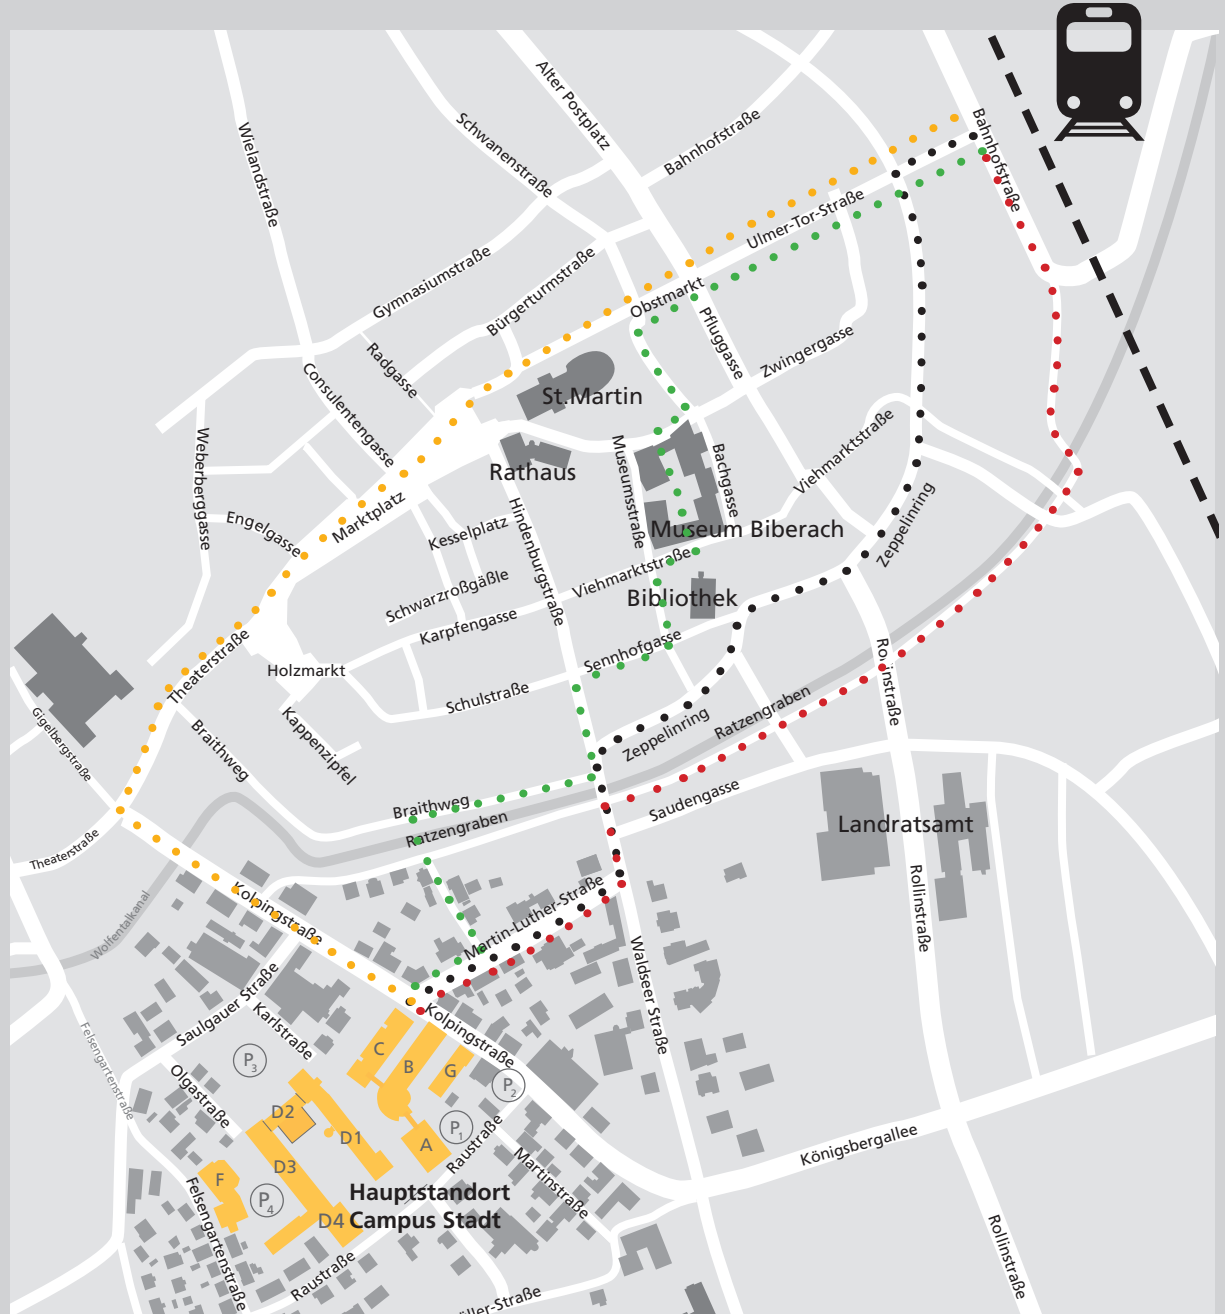 Alter Postplatz
Bahnhofstraße
Schwanenstraße
Wielandstraße
Bahnhofstraße
Ulmer-Tor-Straße
Gymnasiumstraße
Bürgerturmstraße
Obstmarkt
Pfluggasse
Zwingergasse
Radgasse
Consulentengasse
St.Martin
Rathaus
Museumsstraße
Bachgasse
Viehmarktstraße
Weberberggasse
Engelgasse
Marktplatz
Kesselplatz
Hindenburgstraße
Museum Biberach
Zeppelinring
Viehmarktstraße
Schwarzroßgäßle
Bibliothek
Karpfengasse
Sennhofgasse
Theaterstraße
Holzmarkt
Schulstraße
Rollinstraße
Gigelbergstraße
Braithweg
Kappenzipfel
Zeppelinring
Ratzengraben
Braithweg
Ratzengraben
Saudengasse
Landratsamt
Theaterstraße
Kolpingstraße
Wolfentalkanal
Martin-Luther-Straße
Rollinstraße
Waldseer Straße
Saulgauer Straße
Karlstraße
Kolpingstraße
Felsengartenstraße
P3
C
B
G
P2
Olgastraße
D2
D1
P1
A
Raustraße
Königsbergallee
D3
F
P4
Martinstraße
Felsengartenstraße
Hauptstandort
D4 Campus Stadt
Raustraße
Rollinstraße
üller-Straße